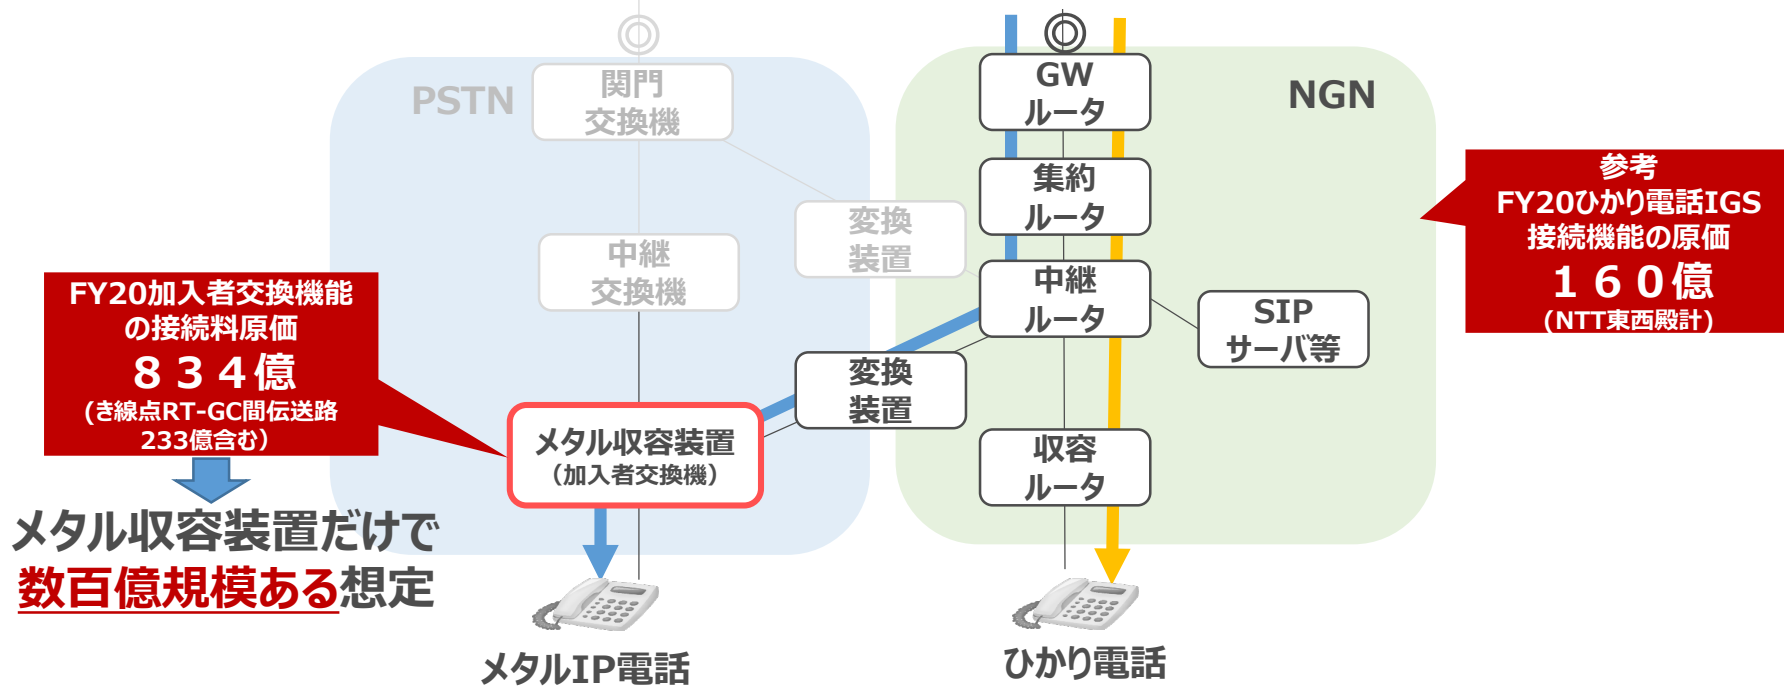 PSTN
関門
交換機
変換
装置
中継
交換機
GW
ルータ
NGN
集約
ルータ
中継
ルータ
SIP
サーバ等
変換
装置
収容
ルータ
メタル収容装置
（加入者交換機）
FY20加入者交換機能
の接続料原価
８３４億
(き線点RT-GC間伝送路
233億含む）
メタル収容装置だけで
数百億規模ある想定
参考
FY20ひかり電話IGS
接続機能の原価
１６０億
(NTT東西殿計)
メタルIP電話
ひかり電話